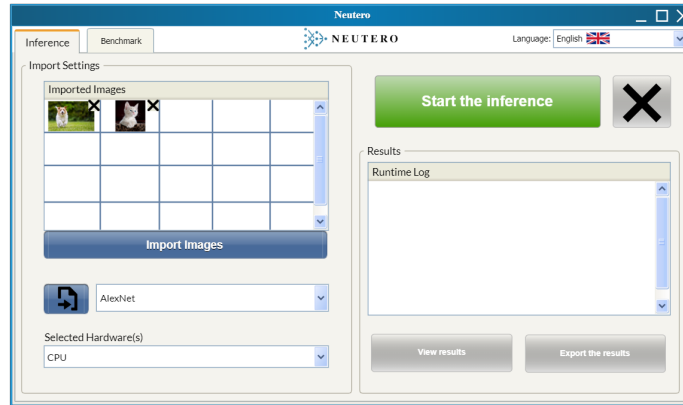 Neutero
Inference
Benchmark
NEUTERO
Language: English
Import Settings
Imported Images
Import Images
AlexNet
Selected Hardware(s)
CPU
Start the inference
Results
Runtime Log
View results
Export the results